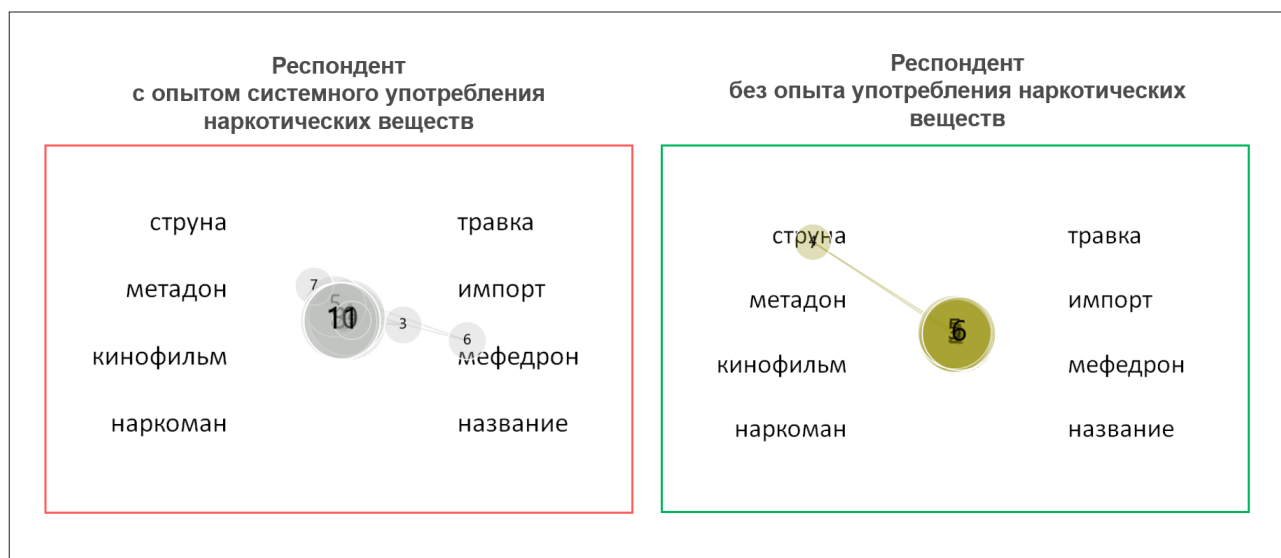 Респондент
с опытом системного употребления
наркотических веществ
струна
травка
7
5
метадон
импорт
11
3
6
кинофильм
мефедрон
наркоман
название
Респондент
без опыта употребления наркотических
веществ
струна
травка
метадон
импорт
6
кинофильм
мефедрон
наркоман
название